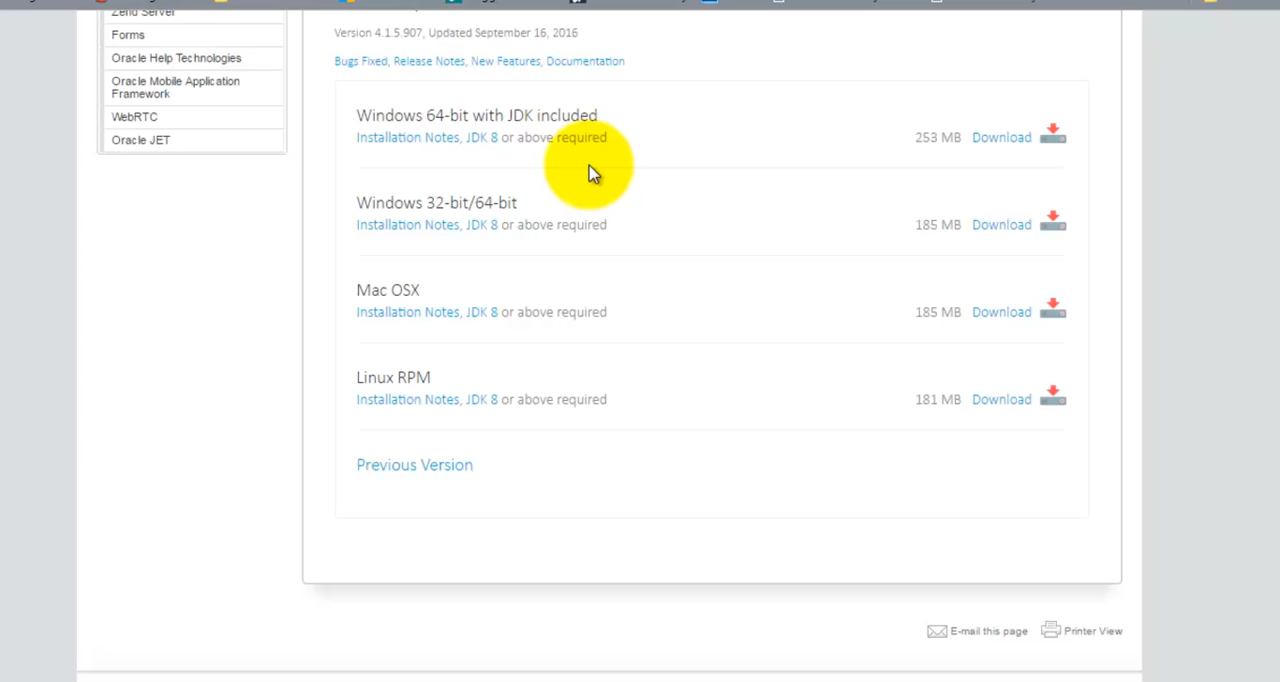 Zend Server
Forms
Oracle Help Technologies
Oracle Mobile Application
Framework
WebRTC
Oracle JET
Version 4.1.5.907, Updated September 16, 2016
Bugs Fixed, Release Notes, New Features, Documentation
Windows 64-bit with JDK included
Installation Notes, JDK 8 or above required 253 MB Download
Windows 32-bit/64-bit
Installation Notes, JDK 8 or above required 185 MB Download
Mac OSX
Installation Notes, JDK 8 or above required 185 MB Download
Linux RPM
Installation Notes, JDK 8 or above required 181 MB Download
Previous Version
E-mail this page Printer View